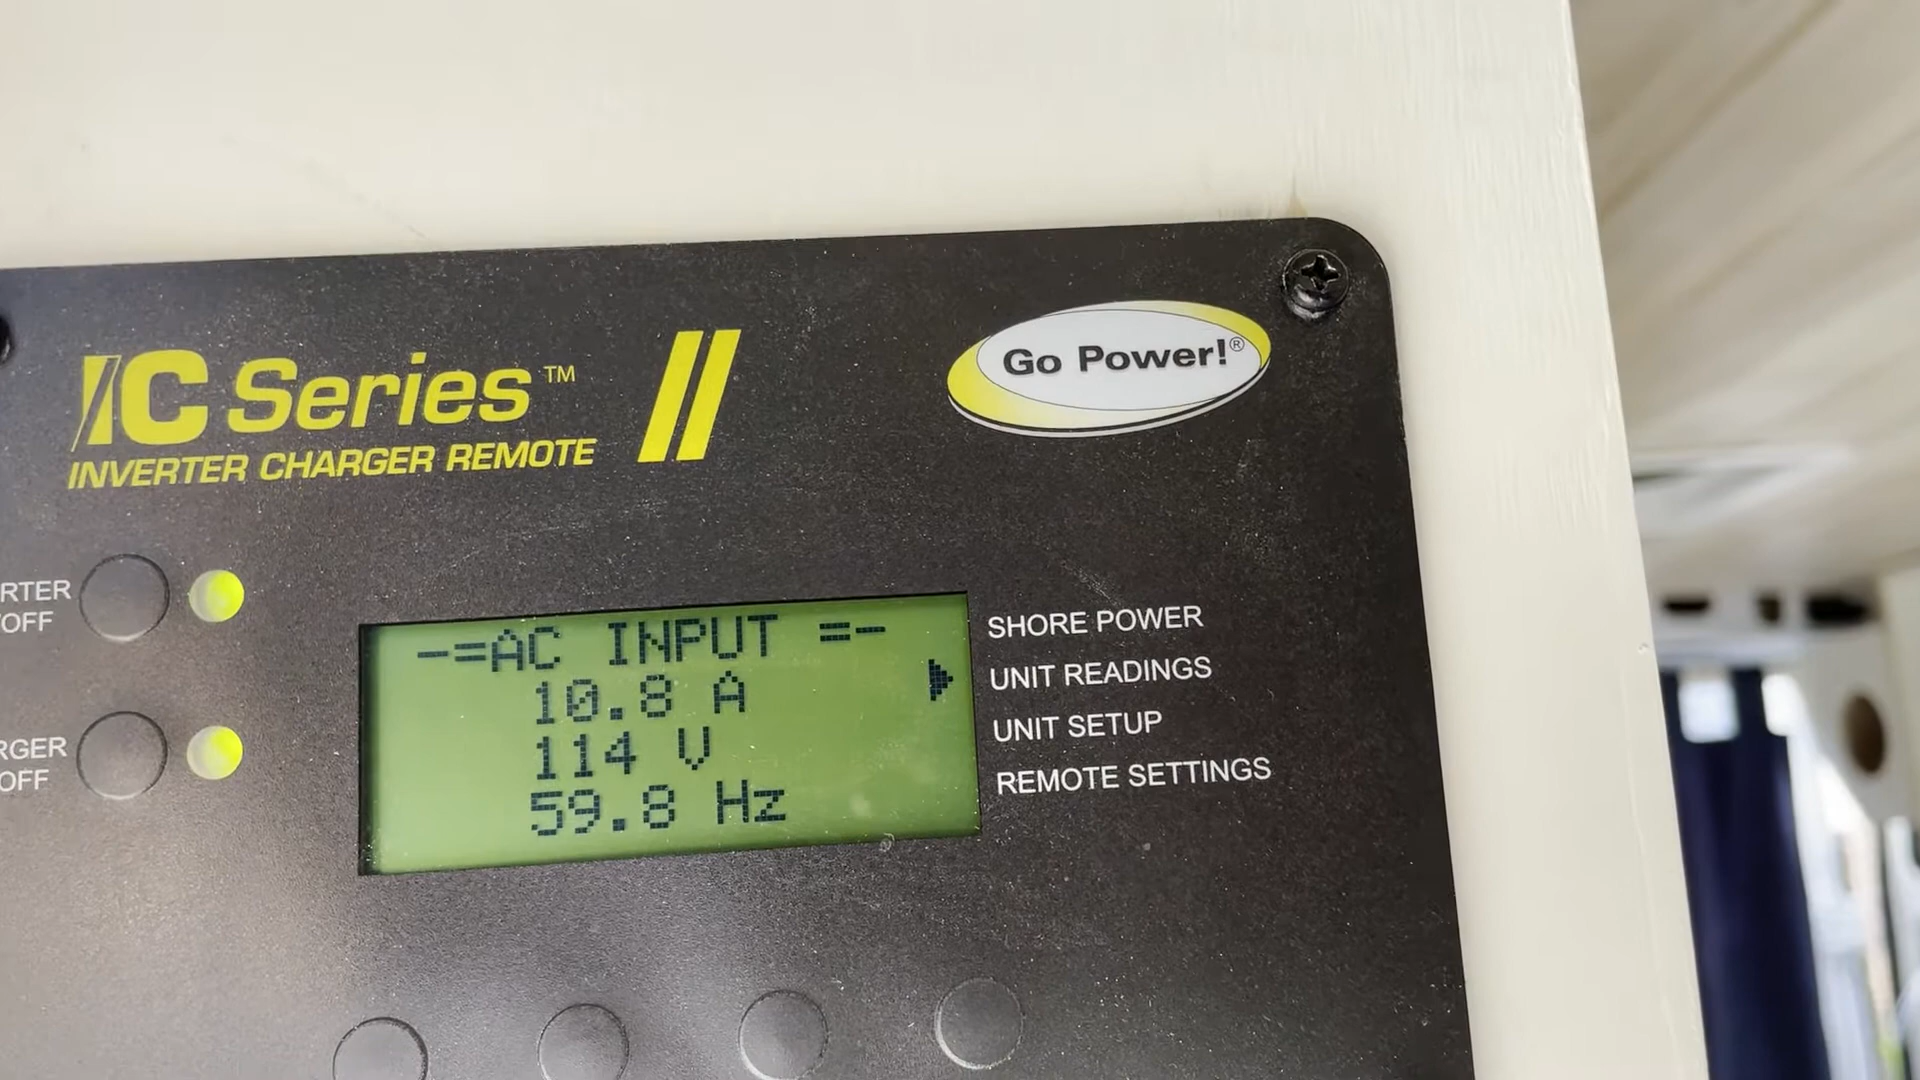 IC Series™ II
INVERTER CHARGER REMOTE
Go Power!®
RTER
/OFF
RGER
OFF
-=AC INPUT =-
10.8 A
114 V
59.8 Hz
SHORE POWER
UNIT READINGS
UNIT SETUP
REMOTE SETTINGS